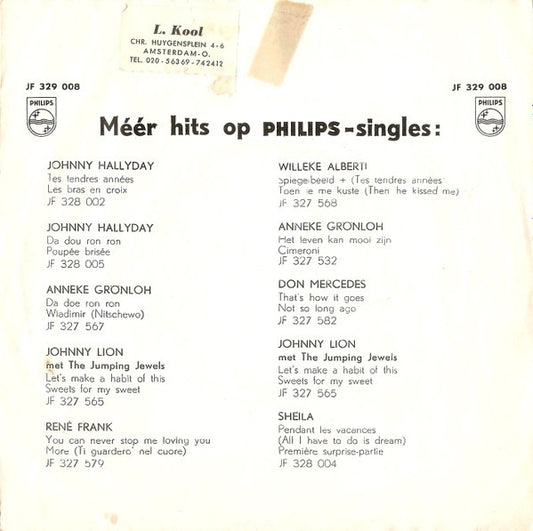 L. Kool
CHR. HUYGENSPLEIN 4-6
AMSTERDAM-O.
TEL. 020-56369-742412
JF 329 008
JF 329 008
PHILIPS
PHILIPS
Méér hits op PHILIPS-singles:
JOHNNY HALLYDAY
Tes tendres années
Les bras en croix
JF 328 002
JOHNNY HALLYDAY
Da dou ron ron
Poupée brisée
JF 328 005
ANNEKE GRÖNLOH
Da doe ron ron
Wladimir (Nitschewo)
JF 327 567
JOHNNY LION
met The Jumping Jewels
Let's make a habit of this
Sweets for my sweet
JF 327 565
RENÉ FRANK
You can never stop me loving you
More (Ti guardero' nel cuore)
JF 327 579
WILLEKE ALBERTI
Spiegelbeeld + (Tes tendres années
Toen je me kuste (Then he kissed me)
JF 327 568
ANNEKE GRÖNLOH
Het leven kan mooi zijn
Cimeroni
JF 327 532
DON MERCEDES
That's how it goes
Not so long ago
JF 327 582
JOHNNY LION
met The Jumping Jewels
Let's make a habit of this
Sweets for my sweet
JF 327 565
SHEILA
Pendant les vacances
(All I have to do is dream)
Première surprise-partie
JF 328 004